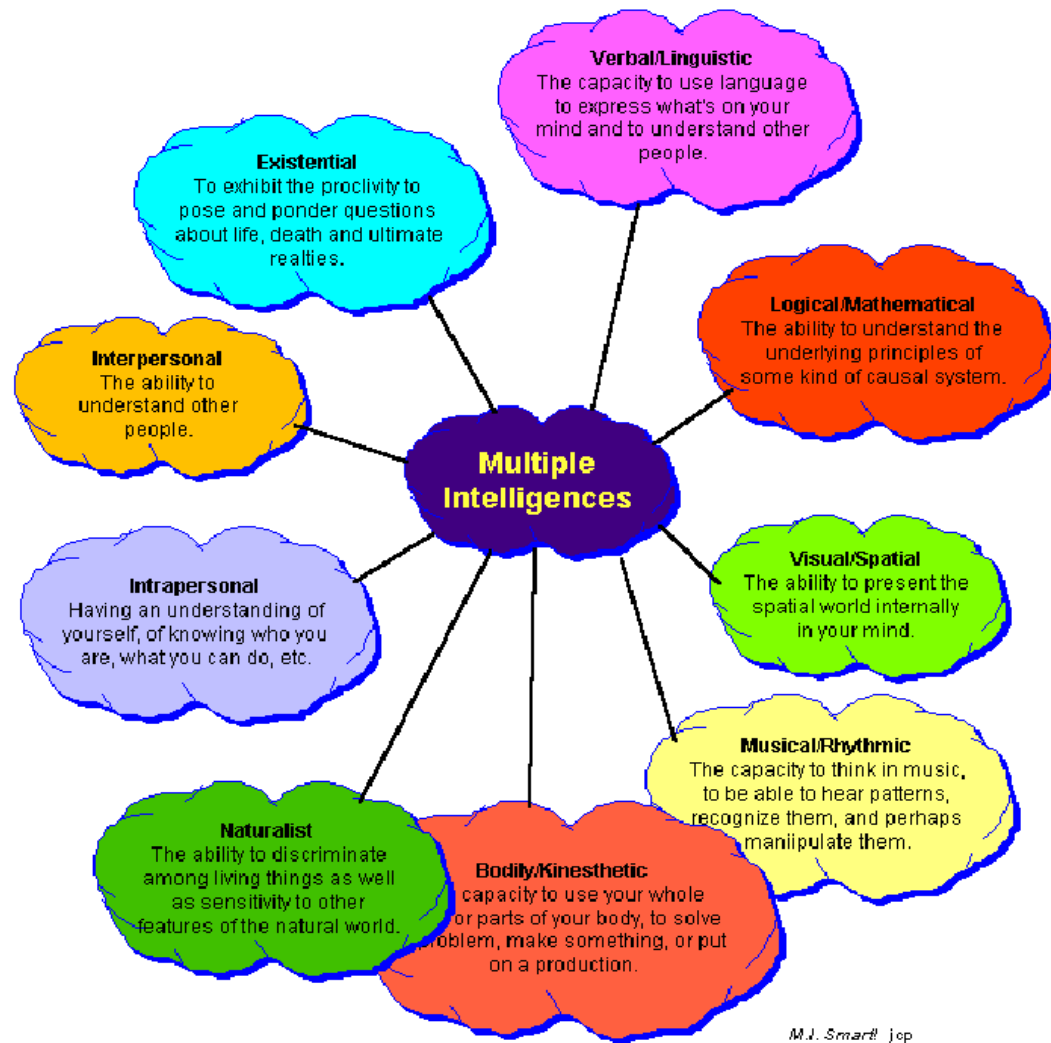 Verbal/Linguistic
The capacity to use language
to express what's on your
mind and to understand other
people.
Existential
To exhibit the proclivity to
pose and ponder questions
about life, death and ultimate
realties.
Logical/Mathematical
The ability to understand the
underlying principles of
some kind of causal system.
Interpersonal
The ability to
understand other
people.
Multiple
Intelligences
Visual/Spatial
The ability to present the
spatial world internally
in your mind.
Intrapersonal
Having an understanding of
yourself, of knowing who you
are, what you can do, etc.
Musical/Rhythmic
The capacity to think in music,
to be able to hear patterns,
recognize them, and perhaps
maniipulate them.
Naturalist
The ability to discriminate
among living things as well
as sensitivity to other
features of the natural world.
Bodily/Kinesthetic
capacity to use your whole
or parts of your body, to solve
problem, make something, or put
on a production.
M.I. Smart! jcp